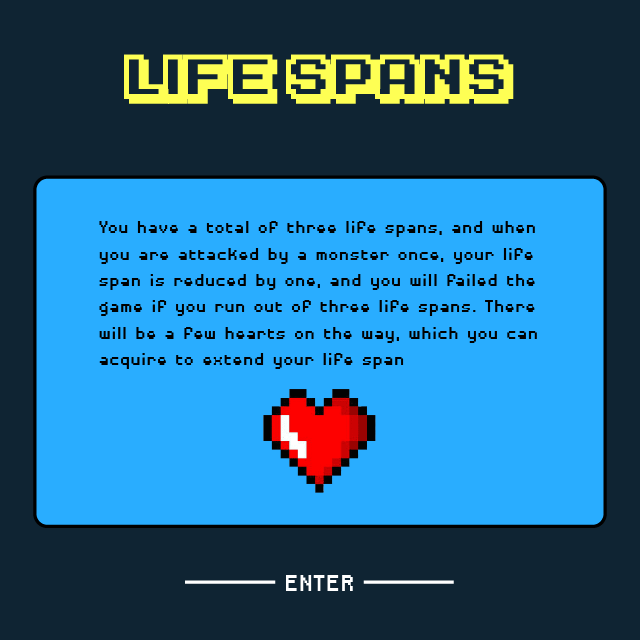 LIFE SPANS
You have a total of three life spans, and when
you are attacked by a monster once, your life
span is reduced by one, and you will failed the
game if you run out of three life spans. There
will be a few hearts on the way, which you can
acquire to extend your life span
ENTER